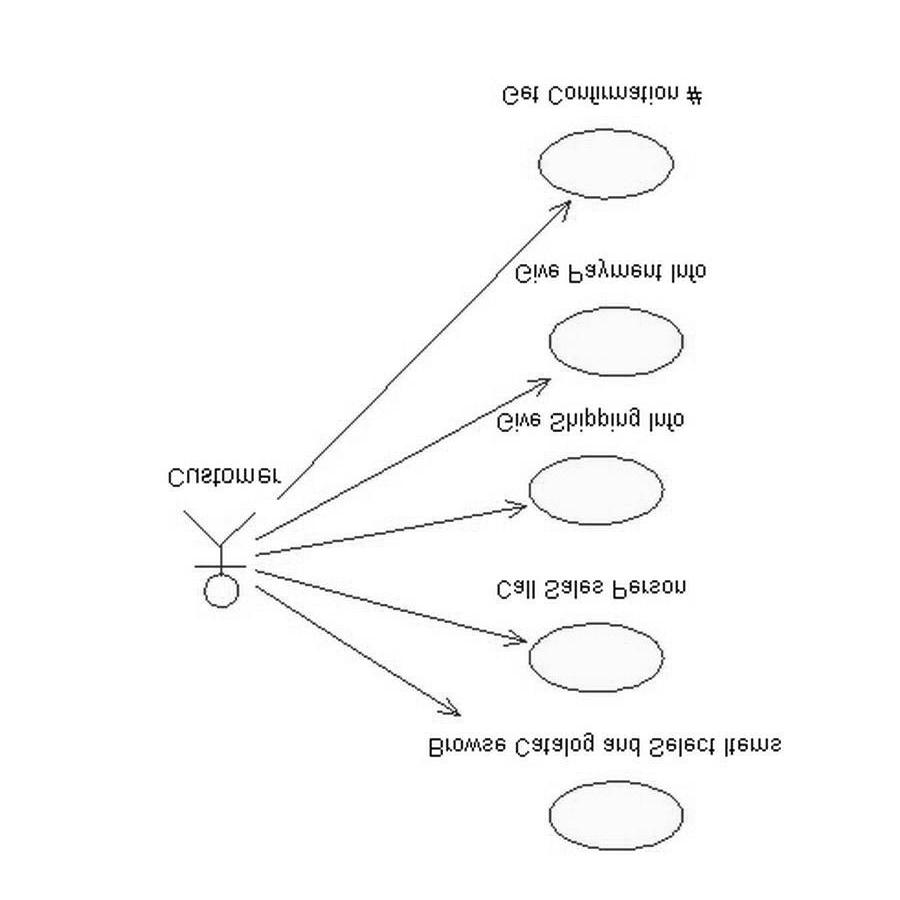 Browse Catalog and Select Items
Call Sales Person
Give Shipping Info
Customer
Give Payment Info
Get Confirmation #